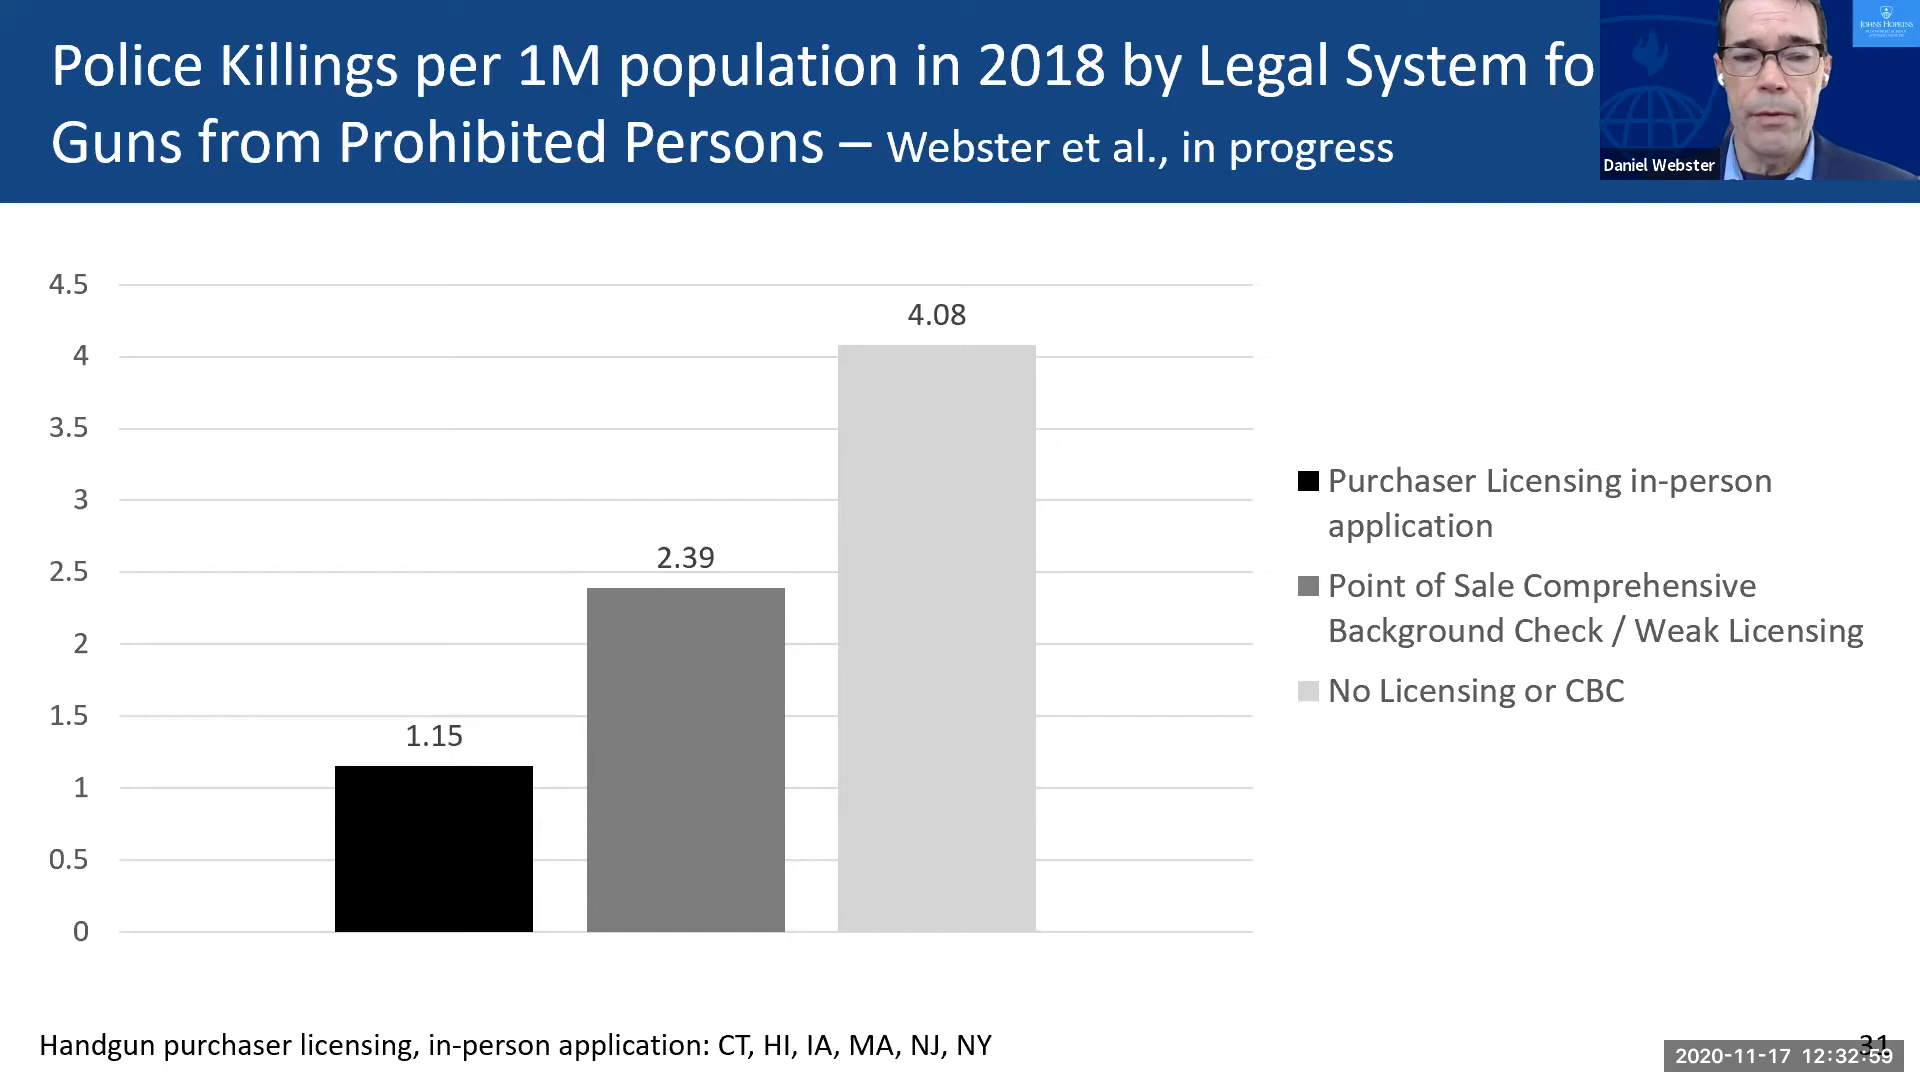 Police Killings per 1M population in 2018 by Legal System fo
Guns from Prohibited Persons – Webster et al., in progress
JOHNS HOPKINS
Daniel Webster
4.5
4
3.5
3
2.5
2
1.5
1
0.5
0
4.08
2.39
1.15
Purchaser Licensing in-person
application
Point of Sale Comprehensive
Background Check / Weak Licensing
No Licensing or CBC
Handgun purchaser licensing, in-person application: CT, HI, IA, MA, NJ, NY
31
2020-11-17 12:32:59